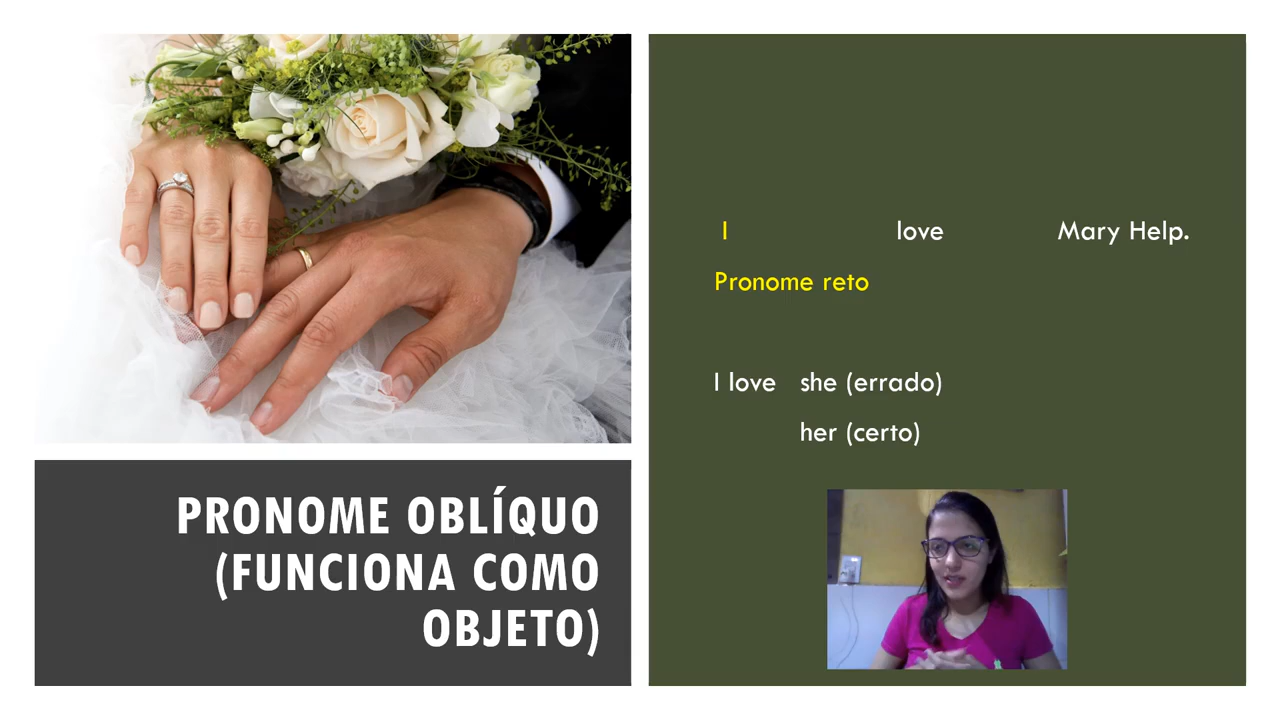 PRONOME OBLÍQUO
(FUNCIONA COMO
OBJETO)
I love Mary Help.
Pronome reto
I love she (errado)
her (certo)